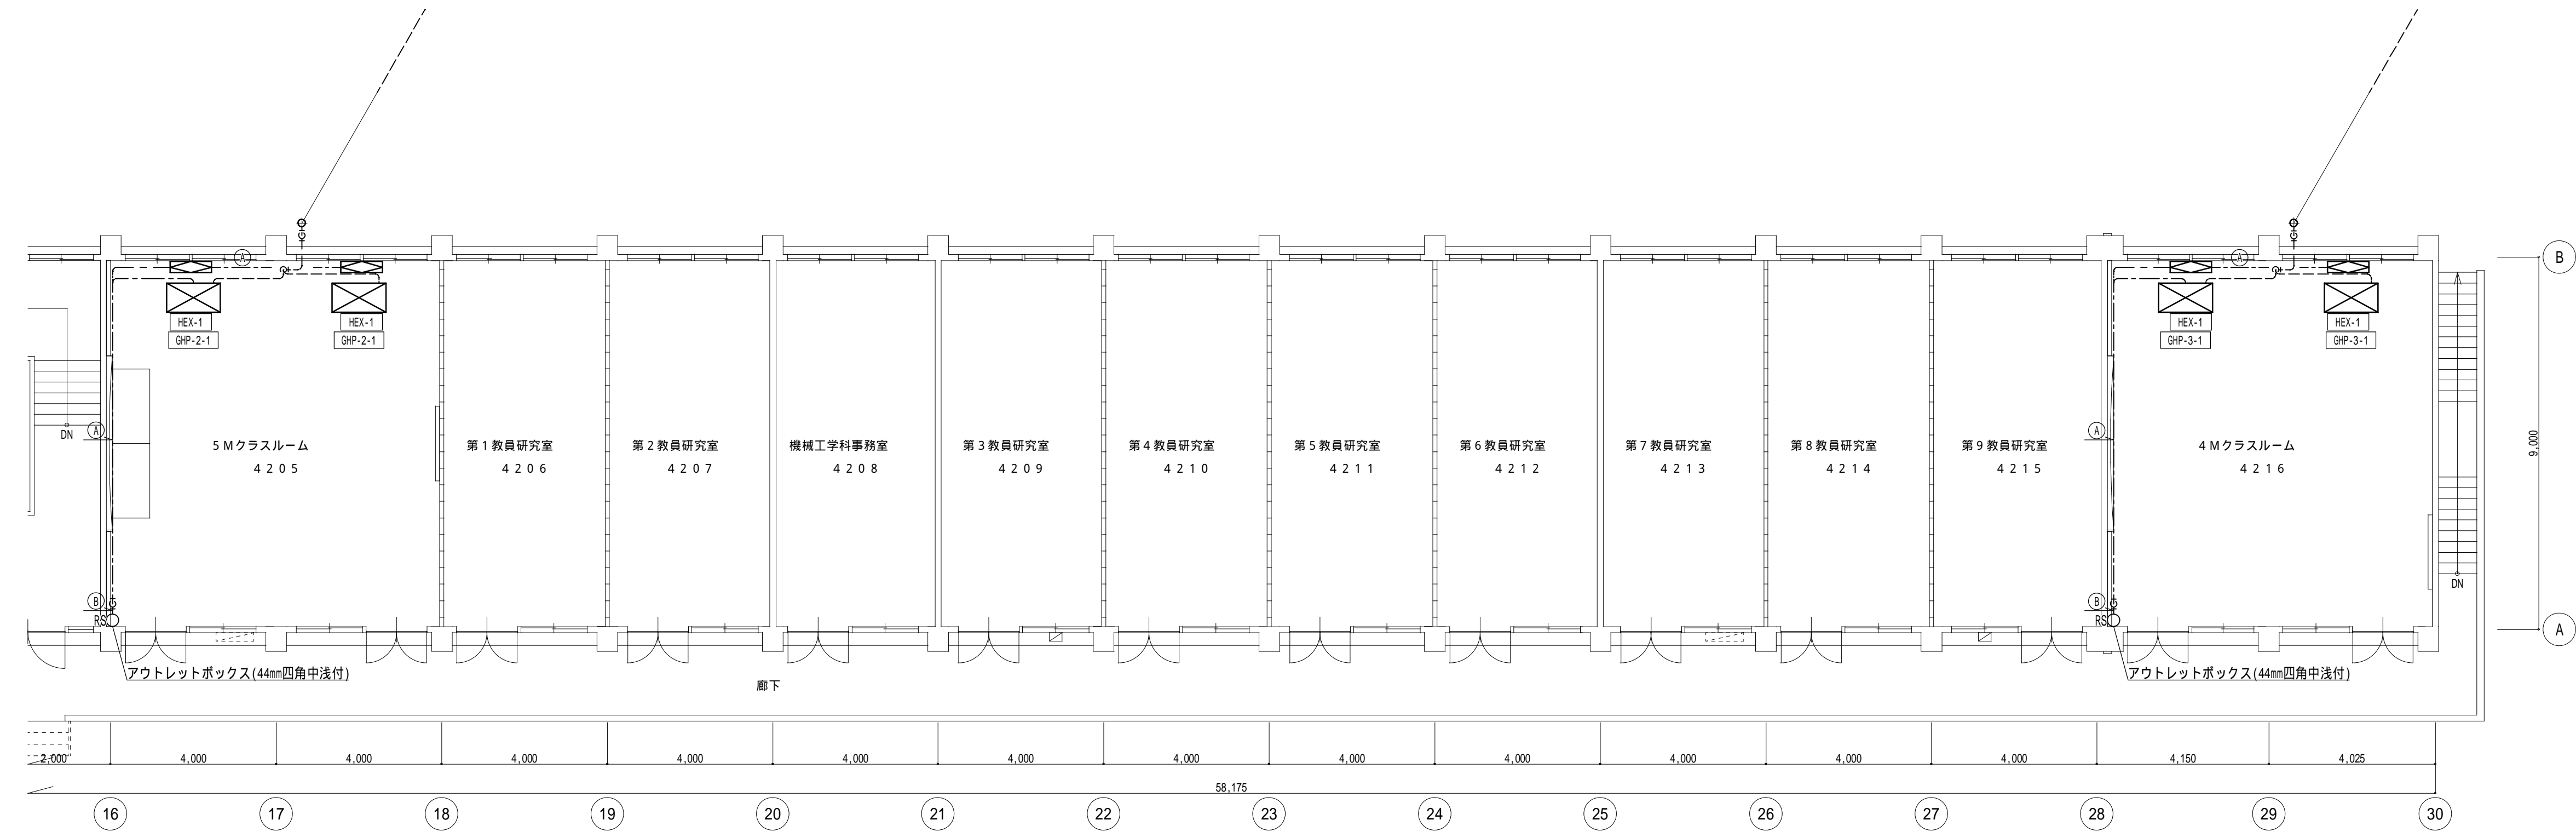 G
G
A
A
B
HEX-1
HEX-1
HEX-1
HEX-1
GHP-2-1
GHP-2-1
GHP-3-1
GHP-3-1
DN
A
A
5Mクラスルーム
第1教員研究室
第2教員研究室
機械工学科事務室
第3教員研究室
第4教員研究室
第5教員研究室
第6教員研究室
第7教員研究室
第8教員研究室
第9教員研究室
4Mクラスルーム
4205
4206
4207
4208
4209
4210
4211
4212
4213
4214
4215
4216
9,000
DN
B
G
B
G
RS
RS
A
アウトレットボックス(44mm四角中浅付)
アウトレットボックス(44mm四角中浅付)
廊下
2,000
4,000
4,000
4,000
4,000
4,000
4,000
4,000
4,000
4,000
4,000
4,000
4,000
4,150
4,025
58,175
16
17
18
19
20
21
22
23
24
25
26
27
28
29
30